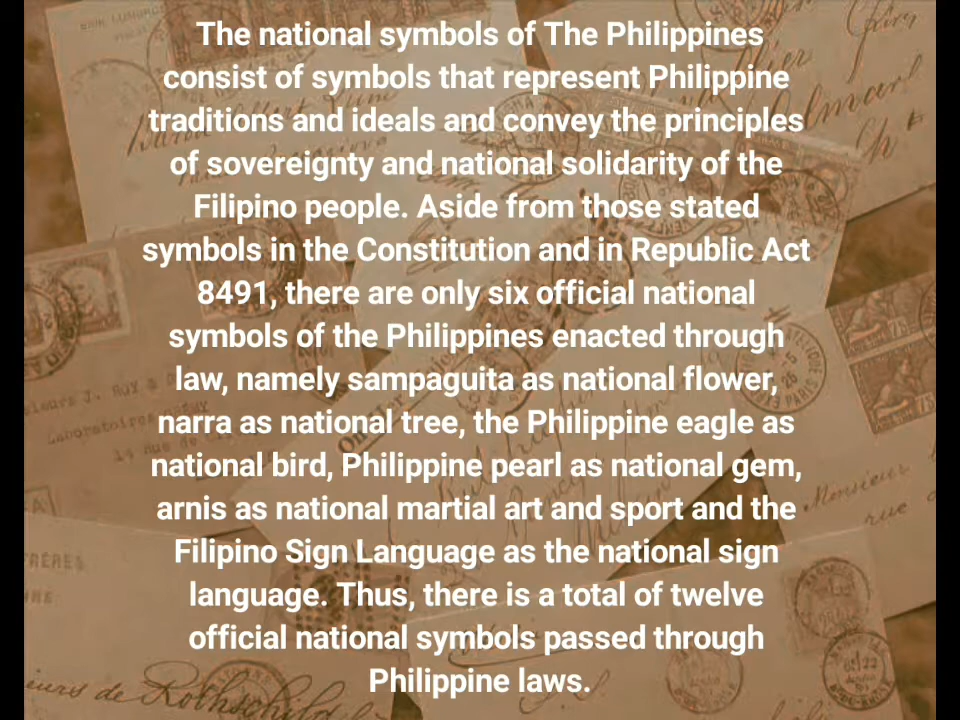 The national symbols of The Philippines
consist of symbols that represent Philippine
traditions and ideals and convey the principles
of sovereignty and national solidarity of the
Filipino people. Aside from those stated
symbols in the Constitution and in Republic Act
8491, there are only six official national
symbols of the Philippines enacted through
law, namely sampaguita as national flower,
narra as national tree, the Philippine eagle as
national bird, Philippine pearl as national gem,
arnis as national martial art and sport and the
Filipino Sign Language as the national sign
language. Thus, there is a total of twelve
official national symbols passed through
Philippine laws.